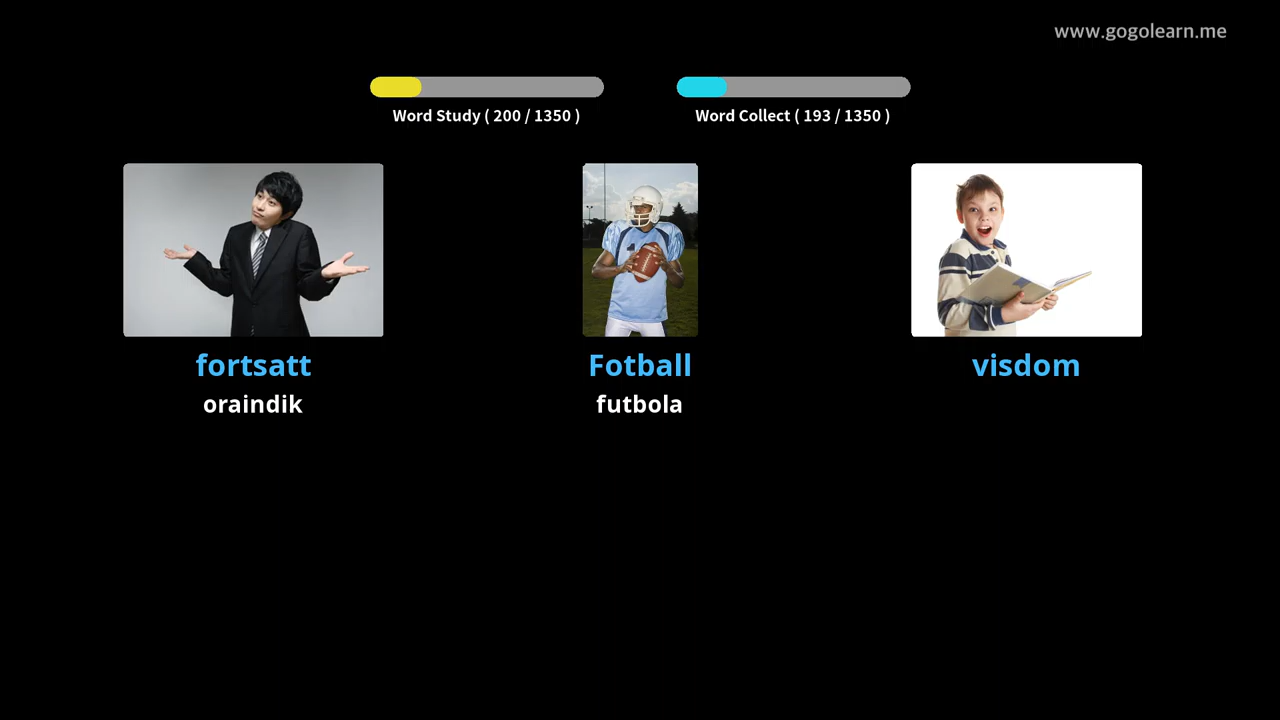 www.gogolearn.me
Word Study ( 200 / 1350 )
Word Collect ( 193 / 1350 )
fortsatt
oraindik
Fotball
futbola
visdom